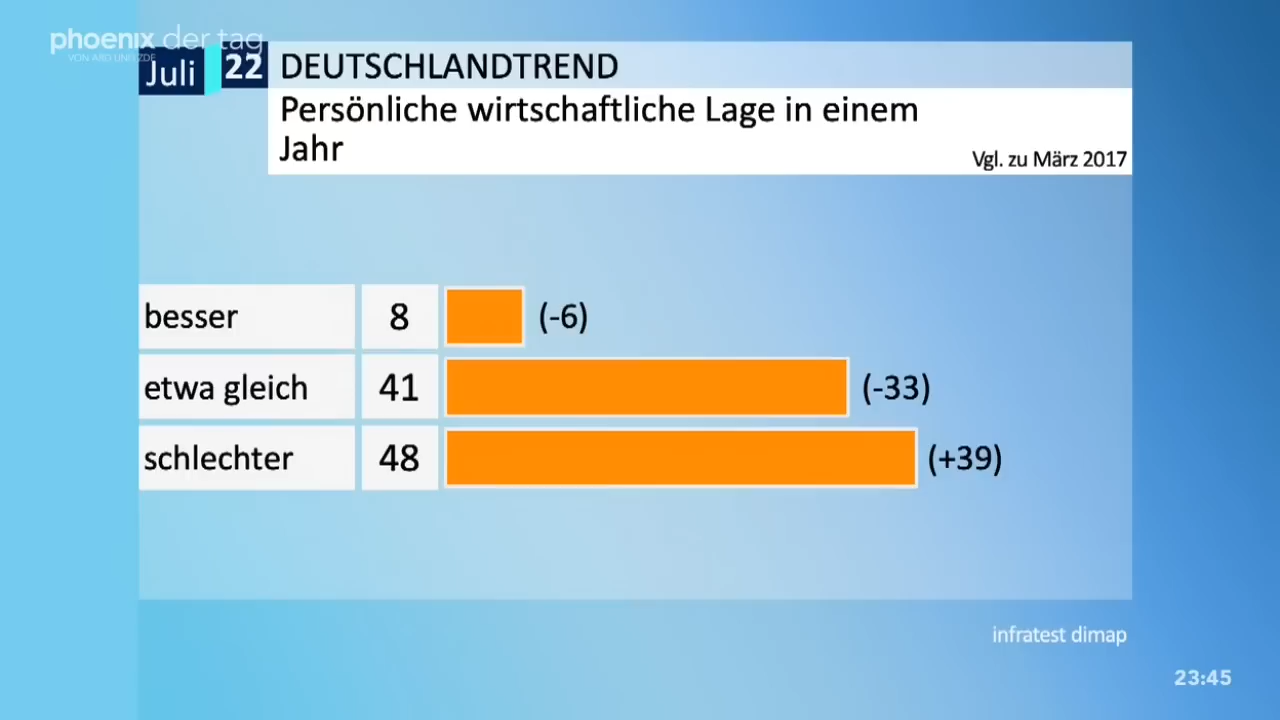 phoenix der tag
VON ARD UND ZDF
Juli 22
DEUTSCHLANDTREND
Persönliche wirtschaftliche Lage in einem
Jahr
Vgl. zu März 2017
besser 8 (-6)
etwa gleich 41 (-33)
schlechter 48 (+39)
infratest dimap
23:45